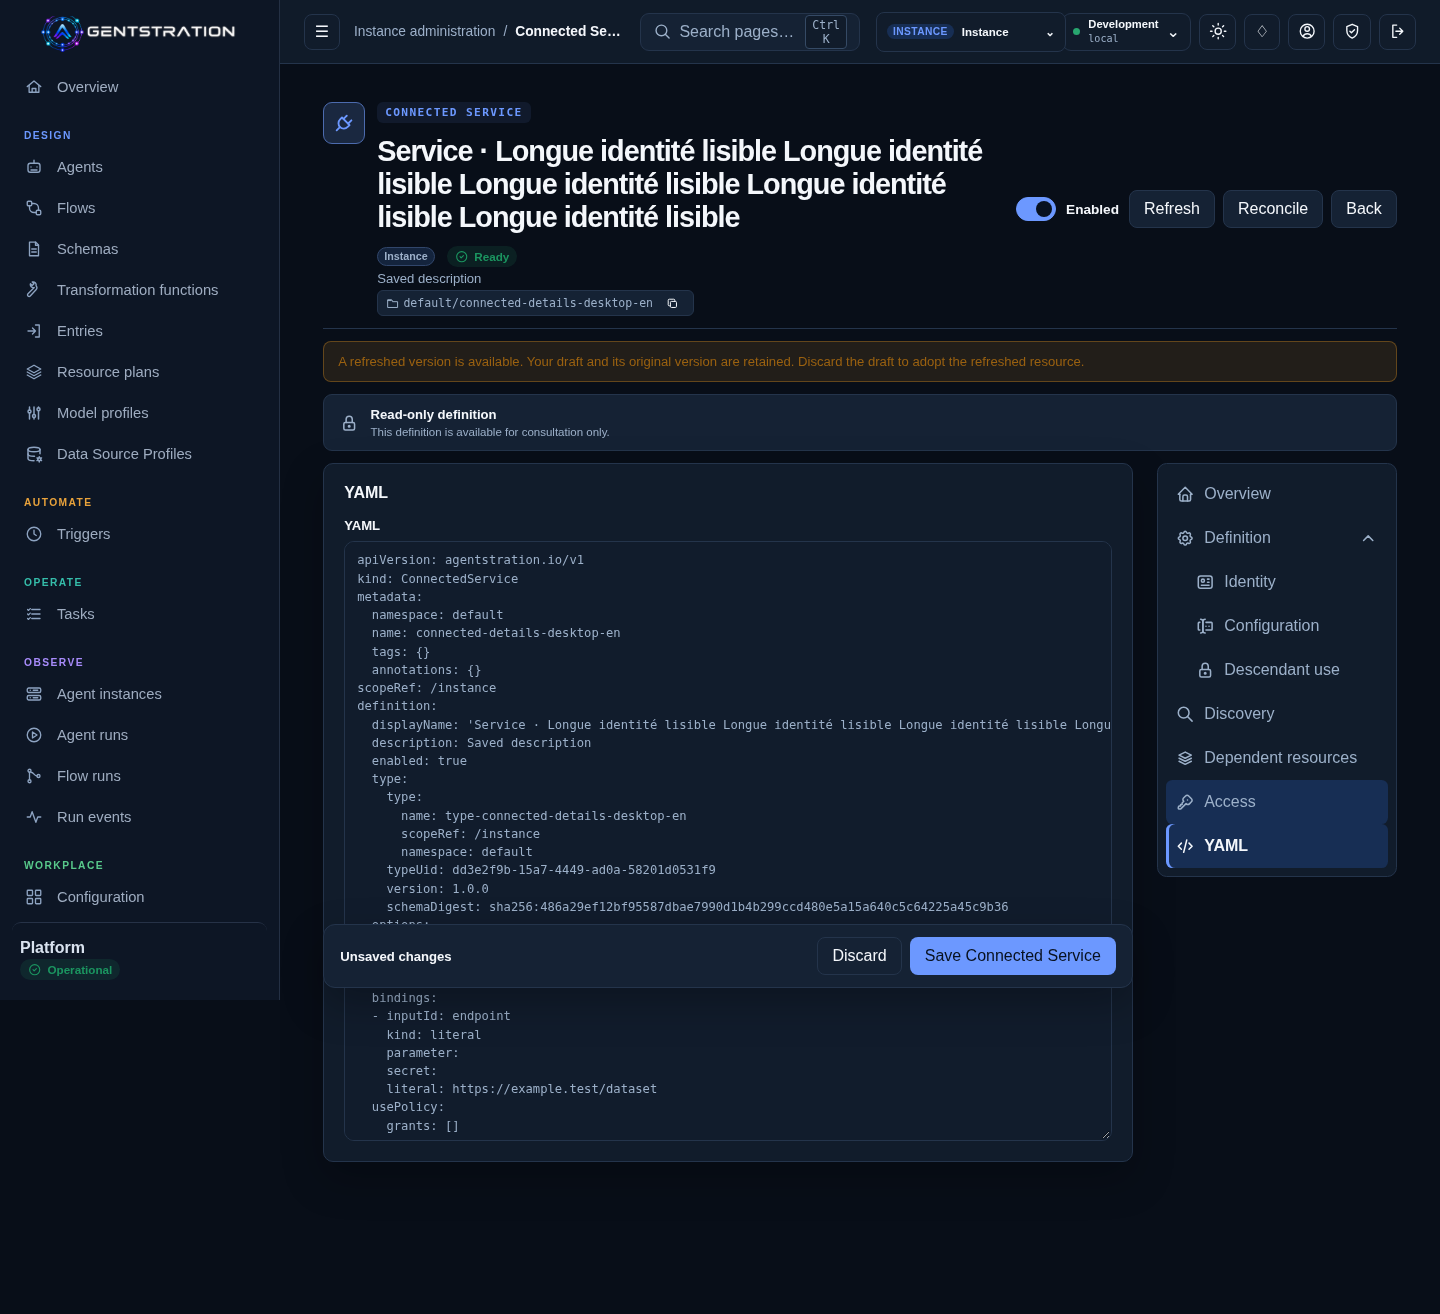 GENTSTRATION
Overview
DESIGN
Agents
Flows
Schemas
Transformation functions
Entries
Resource plans
Model profiles
Data Source Profiles
AUTOMATE
Triggers
OPERATE
Tasks
OBSERVE
Agent instances
Agent runs
Flow runs
Run events
WORKPLACE
Configuration
Platform
Operational
☰
Instance administration / Connected Se…
Search pages…
Ctrl
K
INSTANCE Instance
Development
local
CONNECTED SERVICE
Service · Longue identité lisible Longue identité
lisible Longue identité lisible Longue identité
lisible Longue identité lisible
Enabled
Refresh
Reconcile
Back
Instance
Ready
Saved description
default/connected-details-desktop-en
A refreshed version is available. Your draft and its original version are retained. Discard the draft to adopt the refreshed resource.
Read-only definition
This definition is available for consultation only.
YAML
YAML
apiVersion: agentstration.io/v1
kind: ConnectedService
metadata:
  namespace: default
  name: connected-details-desktop-en
  tags: {}
  annotations: {}
scopeRef: /instance
definition:
  displayName: 'Service · Longue identité lisible Longue identité lisible Longue identité lisible Longu
  description: Saved description
  enabled: true
  type:
    type:
      name: type-connected-details-desktop-en
      scopeRef: /instance
      namespace: default
    typeUid: dd3e2f9b-15a7-4449-ad0a-58201d0531f9
    version: 1.0.0
    schemaDigest: sha256:486a29ef12bf95587dbae7990d1b4b299ccd480e5a15a640c5c64225a45c9b36
  options:
Unsaved changes
Discard
Save Connected Service
  bindings:
  - inputId: endpoint
    kind: literal
    parameter:
    secret:
    literal: https://example.test/dataset
  usePolicy:
    grants: []
Overview
Definition
Identity
Configuration
Descendant use
Discovery
Dependent resources
Access
YAML